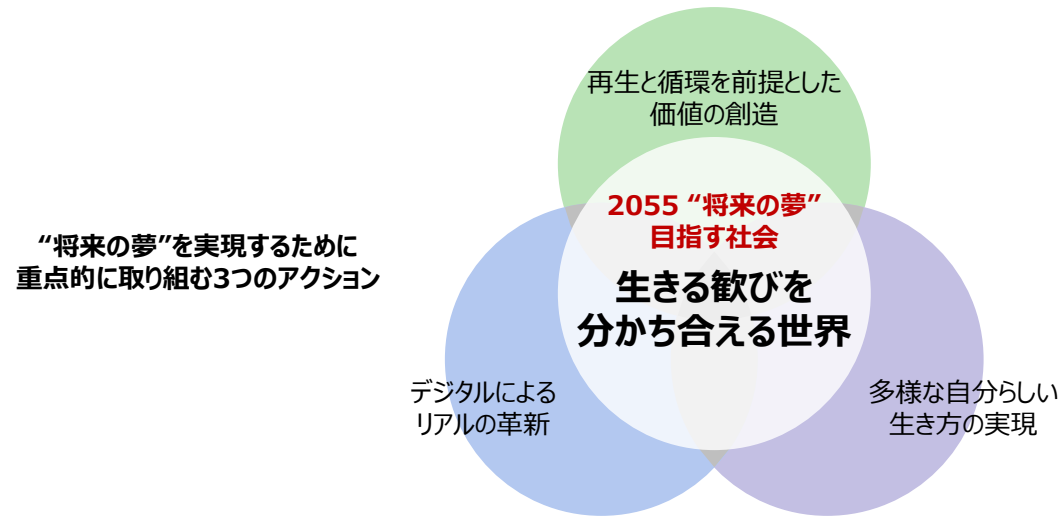 再生と循環を前提とした
価値の創造
2055 “将来の夢”
目指す社会
生きる歓びを
分かち合える世界
“将来の夢”を実現するために
重点的に取り組む3つのアクション
デジタルによる
リアルの革新
多様な自分らしい
生き方の実現